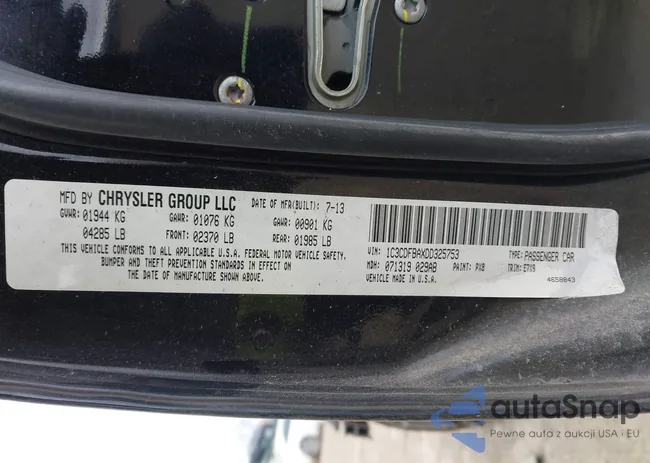 MFD BY CHRYSLER GROUP LLC DATE OF MFR(BUILT): 7-13
GVWR: 01944 KG GAWR: 01076 KG GAWR: 00901 KG
04285 LB FRONT: 02370 LB REAR: 01985 LB
THIS VEHICLE CONFORMS TO ALL APPLICABLE U.S.A. FEDERAL MOTOR VEHICLE SAFETY,
BUMPER AND THEFT PREVENTION STANDARDS IN EFFECT ON
THE DATE OF MANUFACTURE SHOWN ABOVE.
VIN: 1C3CDFBAXDD325753 TYPE: PASSENGER CAR
MDH: 071319 029AB PAINT: PX8 TRIM: E7X9
VEHICLE MADE IN U.S.A. 4658843
autaSnap
Pewne auta z aukcji USA i EU